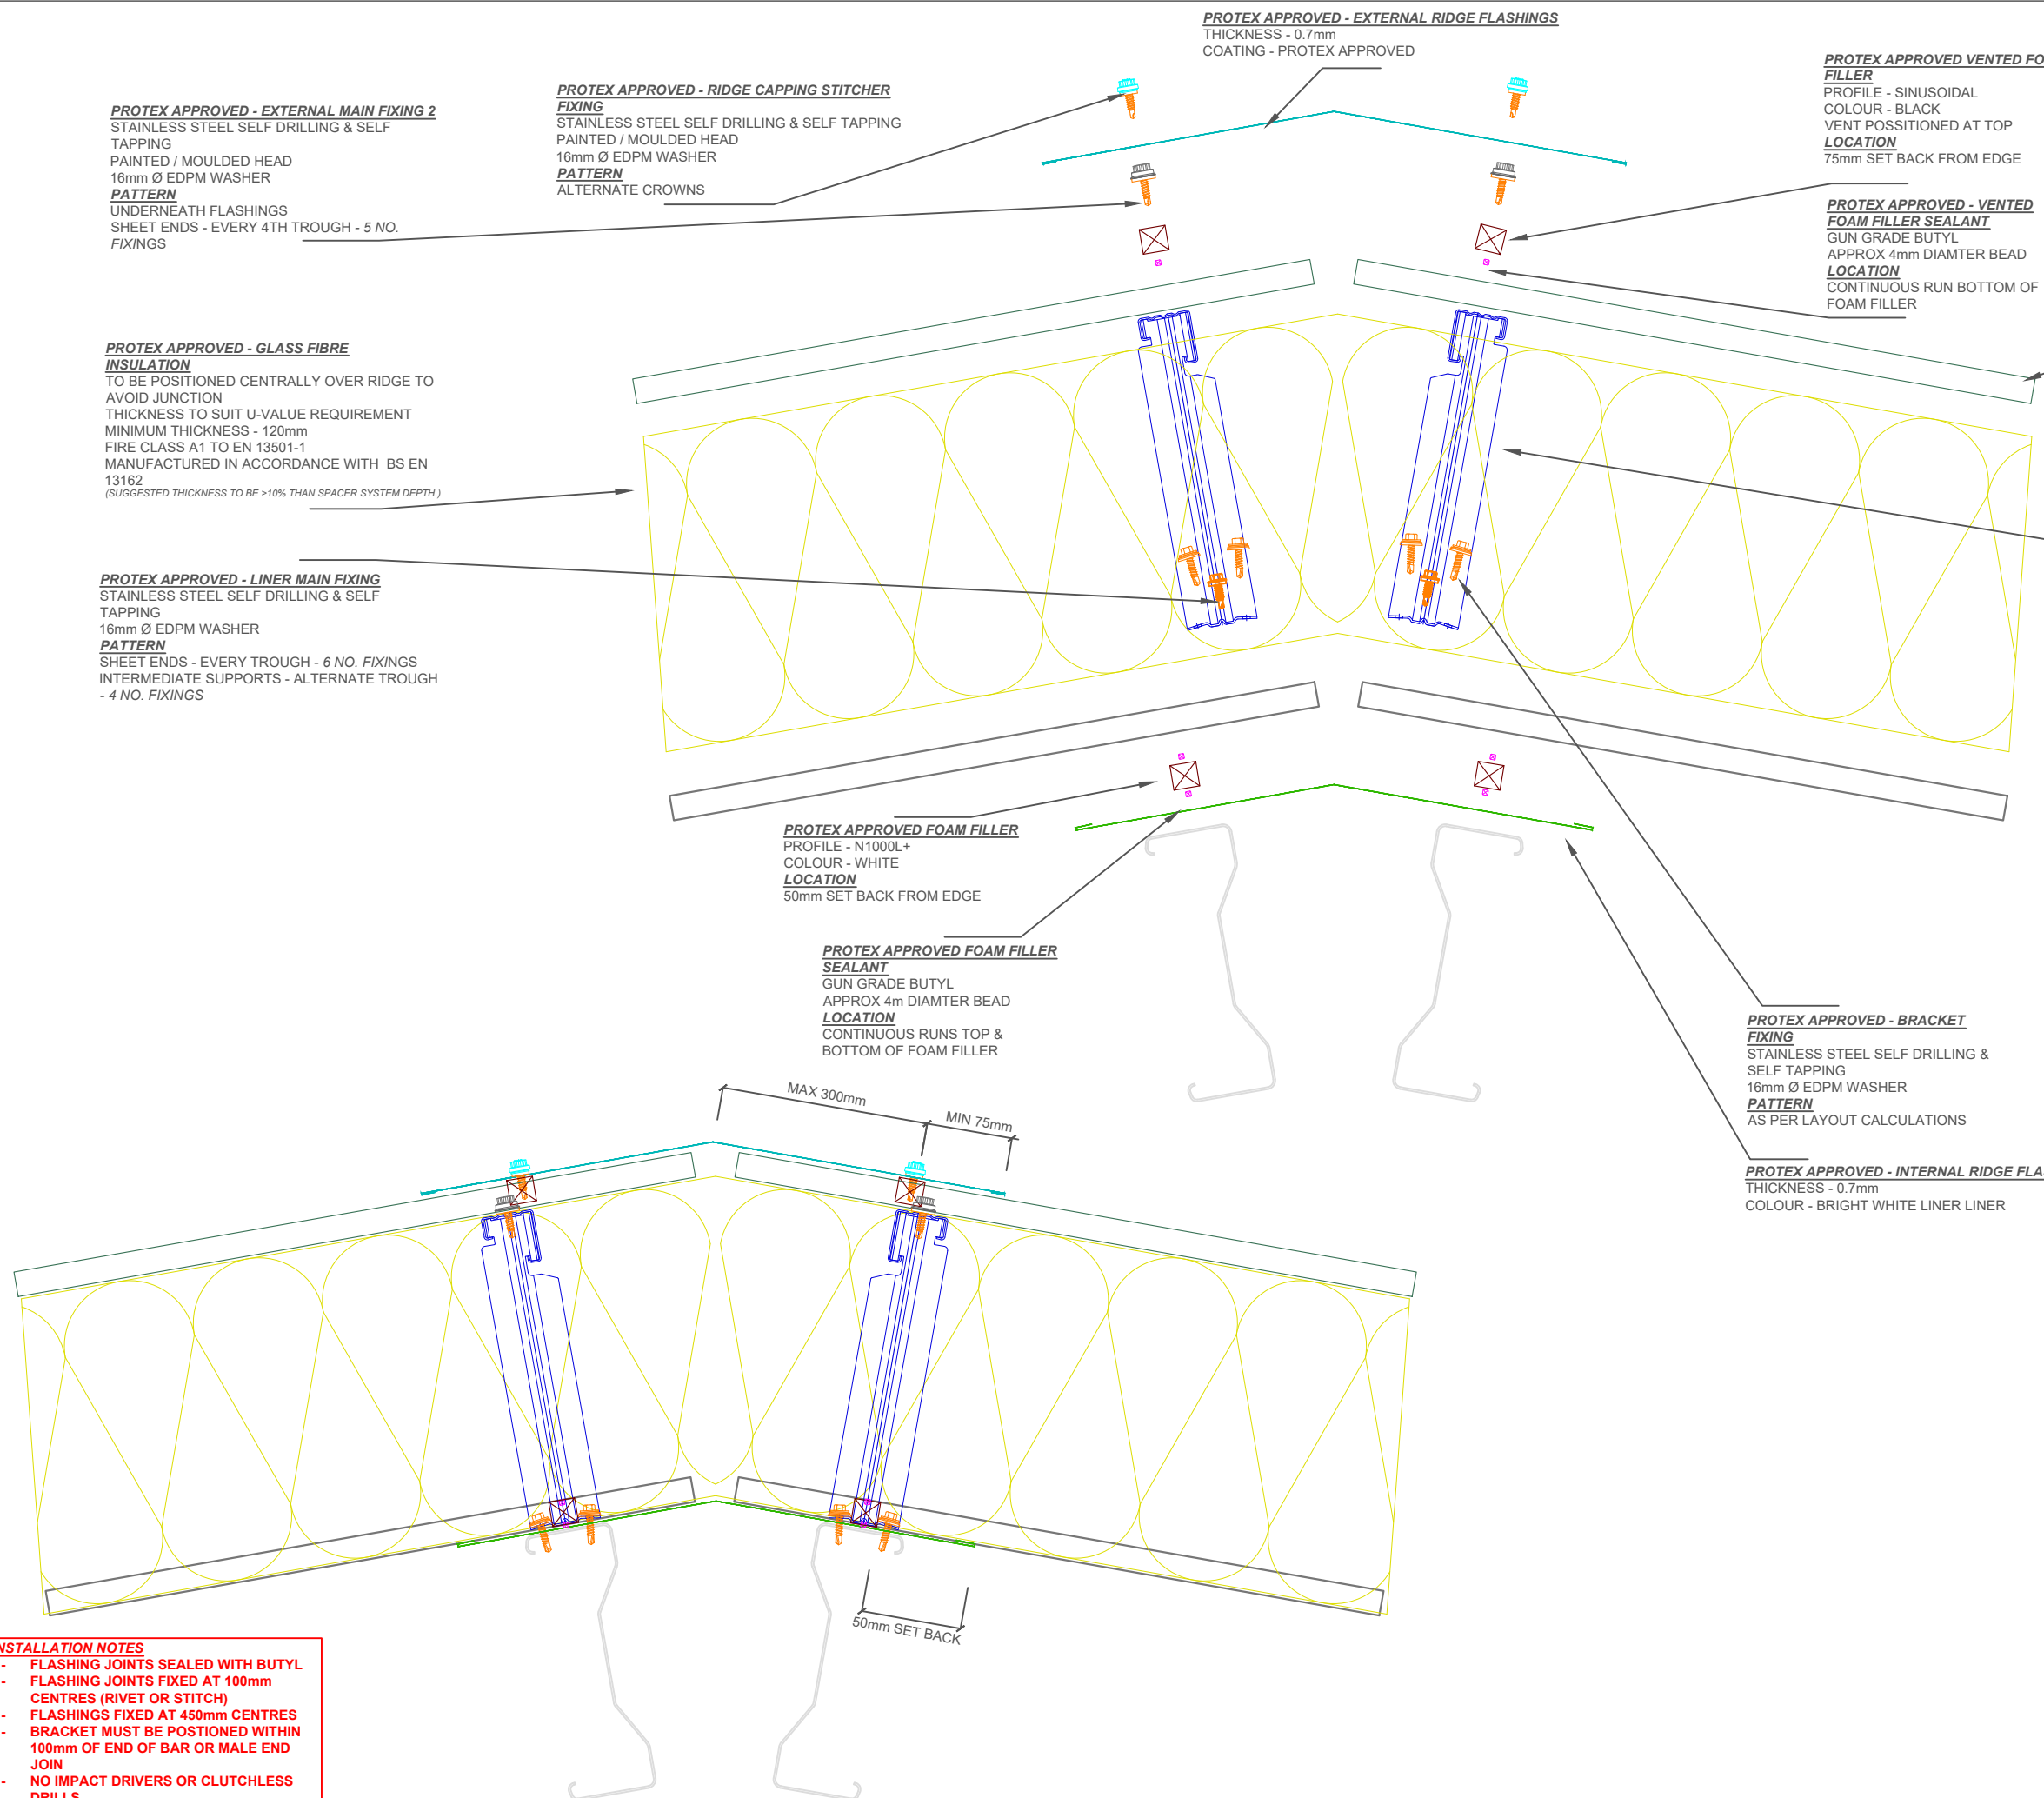 PROTEX APPROVED - EXTERNAL RIDGE FLASHINGS
THICKNESS - 0.7mm
COATING - PROTEX APPROVED
PROTEX APPROVED VENTED FO
FILLER
PROFILE - SINUSOIDAL
COLOUR - BLACK
VENT POSSITIONED AT TOP
LOCATION
75mm SET BACK FROM EDGE
PROTEX APPROVED - RIDGE CAPPING STITCHER
FIXING
STAINLESS STEEL SELF DRILLING & SELF TAPPING
PAINTED / MOULDED HEAD
16mm Ø EDPM WASHER
PATTERN
ALTERNATE CROWNS
PROTEX APPROVED - EXTERNAL MAIN FIXING 2
STAINLESS STEEL SELF DRILLING & SELF
TAPPING
PAINTED / MOULDED HEAD
16mm Ø EDPM WASHER
PATTERN
UNDERNEATH FLASHINGS
SHEET ENDS - EVERY 4TH TROUGH - 5 NO.
FIXINGS
PROTEX APPROVED - VENTED
FOAM FILLER SEALANT
GUN GRADE BUTYL
APPROX 4mm DIAMTER BEAD
LOCATION
CONTINUOUS RUN BOTTOM OF
FOAM FILLER
PROTEX APPROVED - GLASS FIBRE
INSULATION
TO BE POSITIONED CENTRALLY OVER RIDGE TO
AVOID JUNCTION
THICKNESS TO SUIT U-VALUE REQUIREMENT
MINIMUM THICKNESS - 120mm
FIRE CLASS A1 TO EN 13501-1
MANUFACTURED IN ACCORDANCE WITH BS EN
13162
(SUGGESTED THICKNESS TO BE >10% THAN SPACER SYSTEM DEPTH.)
PROTEX APPROVED - LINER MAIN FIXING
STAINLESS STEEL SELF DRILLING & SELF
TAPPING
16mm Ø EDPM WASHER
PATTERN
SHEET ENDS - EVERY TROUGH - 6 NO. FIXINGS
INTERMEDIATE SUPPORTS - ALTERNATE TROUGH
- 4 NO. FIXINGS
PROTEX APPROVED FOAM FILLER
PROFILE - N1000L+
COLOUR - WHITE
LOCATION
50mm SET BACK FROM EDGE
PROTEX APPROVED FOAM FILLER
SEALANT
GUN GRADE BUTYL
APPROX 4m DIAMTER BEAD
LOCATION
CONTINUOUS RUNS TOP &
BOTTOM OF FOAM FILLER
PROTEX APPROVED - BRACKET
FIXING
STAINLESS STEEL SELF DRILLING &
SELF TAPPING
16mm Ø EDPM WASHER
PATTERN
AS PER LAYOUT CALCULATIONS
PROTEX APPROVED - INTERNAL RIDGE FLA
THICKNESS - 0.7mm
COLOUR - BRIGHT WHITE LINER LINER
MAX 300mm
MIN 75mm
50mm SET BACK
NSTALLATION NOTES
- FLASHING JOINTS SEALED WITH BUTYL
- FLASHING JOINTS FIXED AT 100mm
CENTRES (RIVET OR STITCH)
- FLASHINGS FIXED AT 450mm CENTRES
- BRACKET MUST BE POSTIONED WITHIN
100mm OF END OF BAR OR MALE END
JOIN
- NO IMPACT DRIVERS OR CLUTCHLESS
DRILLS